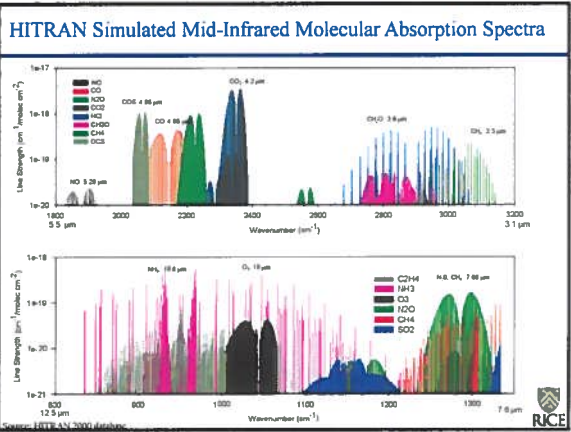 HITRAN Simulated Mid-Infrared Molecular Absorption Spectra
1e-17
1e-18
1e-19
1e-20
Line Strength (cm⁻¹/molec cm⁻²)
NO
CO
N2O
CO2
HCl
CH2O
CH4
OCS
CO₂ 4.3 µm
COS 4.86 µm
CO 4.66 µm
NO 5.26 µm
CH₂O 3.6 µm
CH₄ 3.3 µm
1800 2000 2200 2400 2600 2800 3000 3200
5.5 µm
Wavenumber (cm⁻¹)
3.1 µm
1e-18
1e-19
1e-20
1e-21
Line Strength (cm⁻¹/molec cm⁻²)
NH₃
O₃ 10 µm
C2H4
NH3
O3
N2O
CH4
SO2
N₂O, CH₄ 7.66 µm
830 900 1000 1100 1200 1300
12.5 µm
Wavenumber (cm⁻¹)
7.6 µm
Source: HITRAN 2000 database
RICE